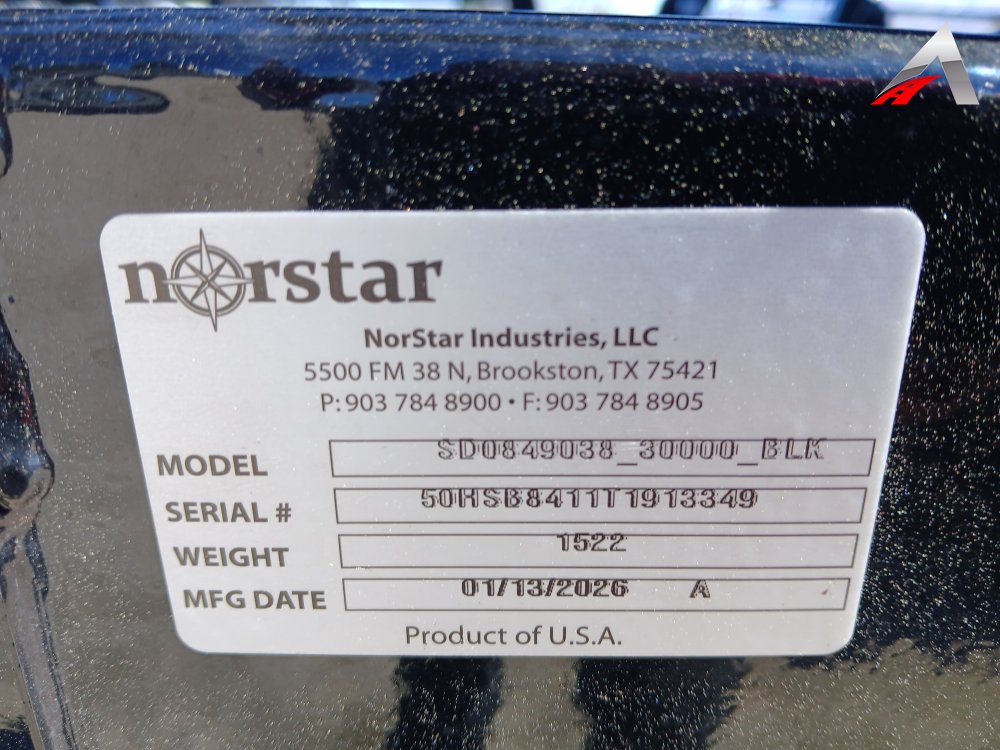 norstar
NorStar Industries, LLC
5500 FM 38 N, Brookston, TX 75421
P: 903 784 8900 • F: 903 784 8905
MODEL SD0849038_30000_BLK
SERIAL # 50HSB8411T1913349
WEIGHT 1522
MFG DATE 01/13/2026 A
Product of U.S.A.